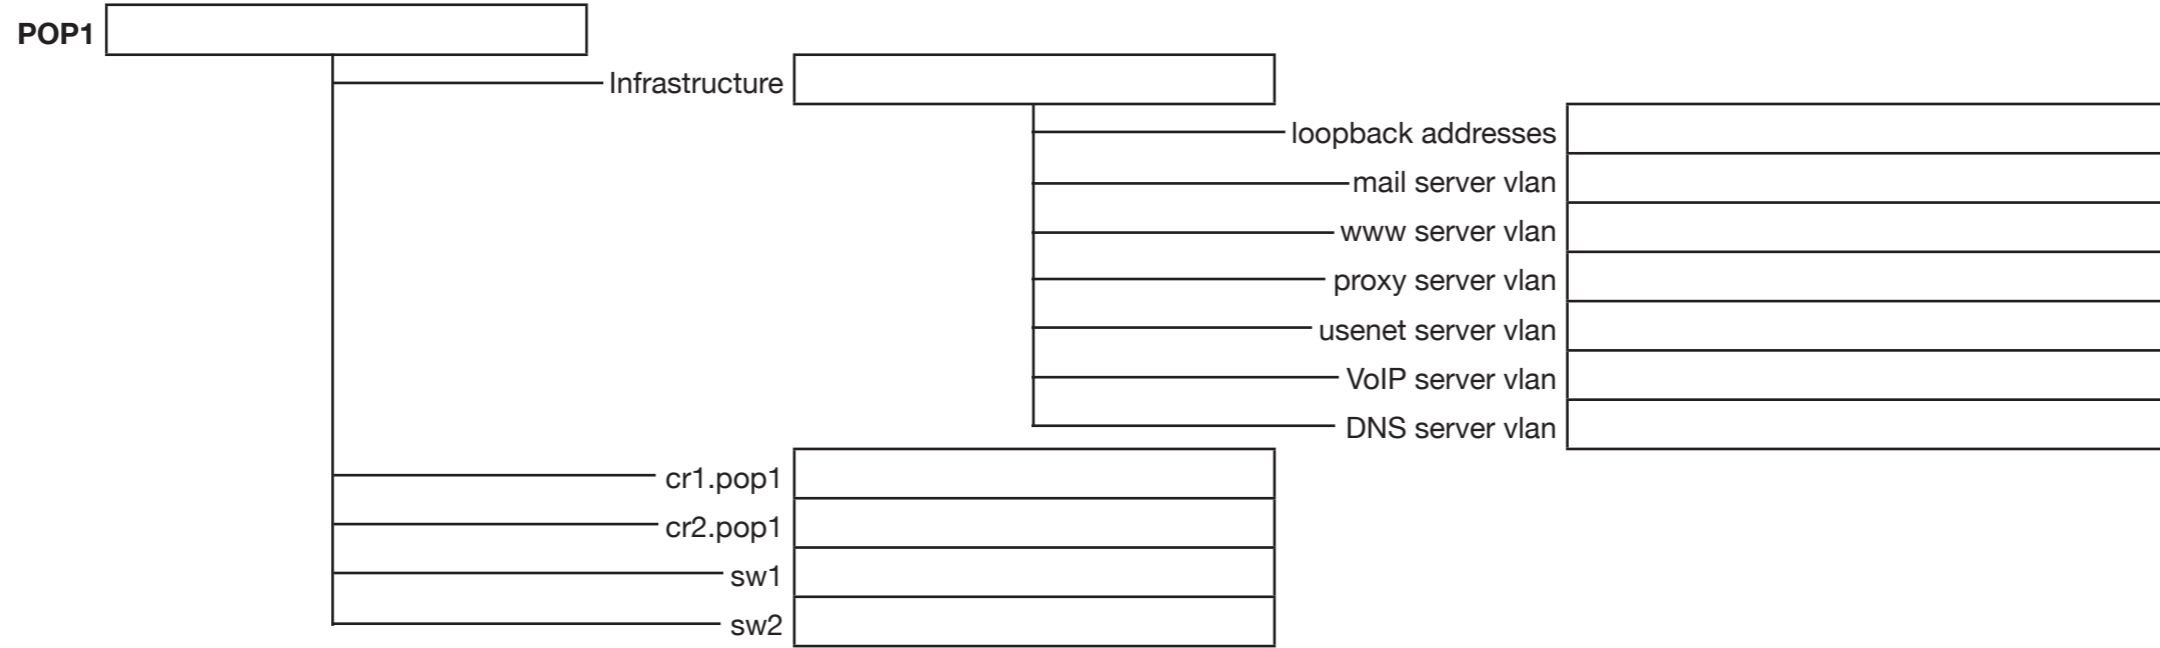 POP1
Infrastructure
loopback addresses
mail server vlan
www server vlan
proxy server vlan
usenet server vlan
VoIP server vlan
DNS server vlan
cr1.pop1
cr2.pop1
sw1
sw2